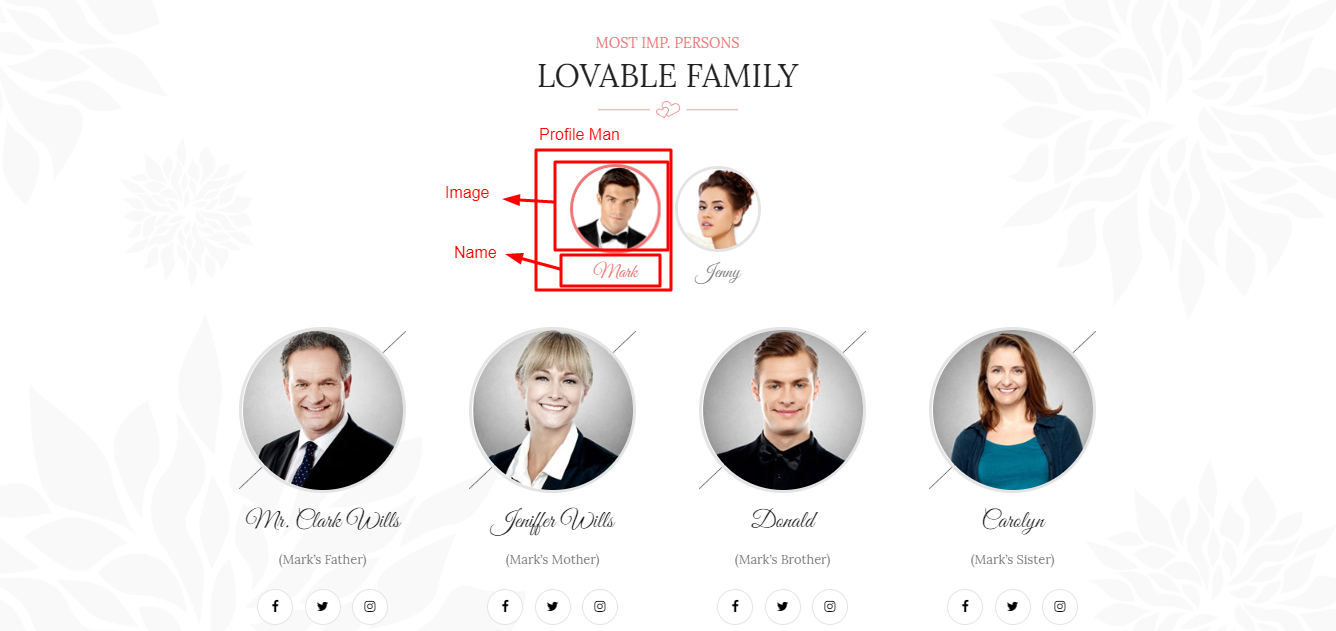 MOST IMP. PERSONS
LOVABLE FAMILY
Profile Man
Image
Name
Mark
Jenny
Mr. Clark Wills
Jeniffer Wills
Donald
Carolyn
(Mark's Father)
(Mark's Mother)
(Mark's Brother)
(Mark's Sister)